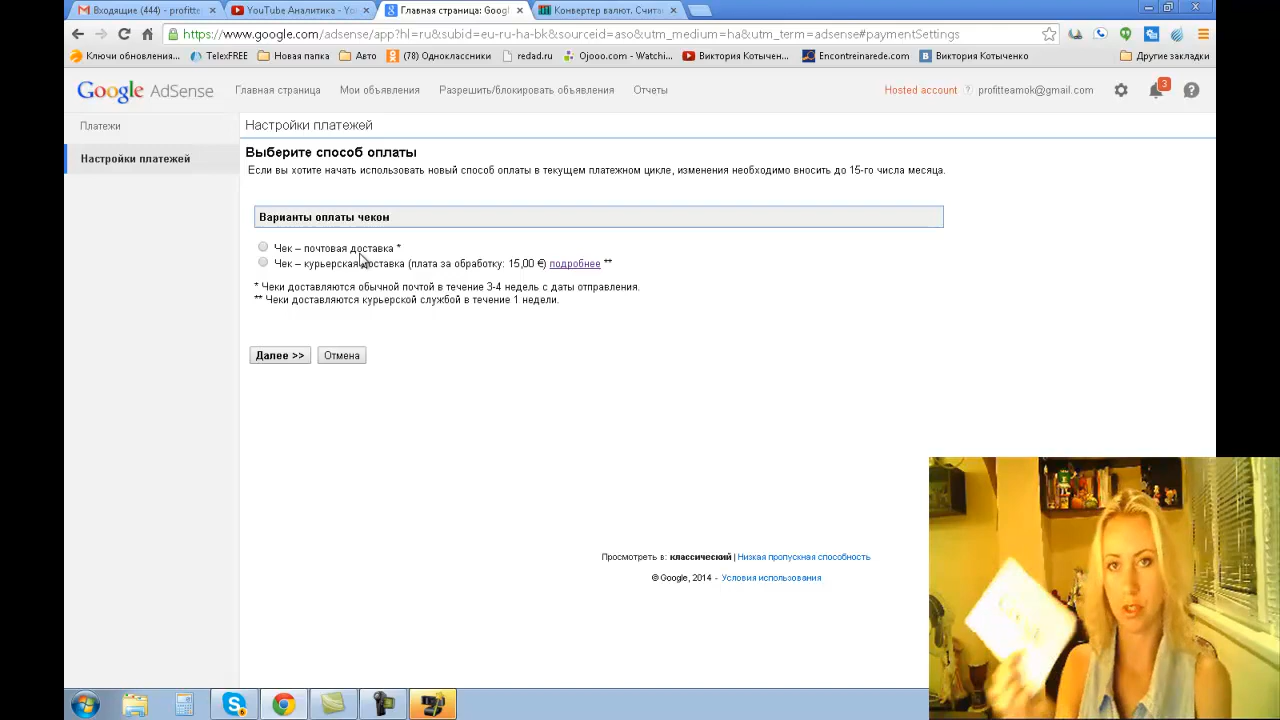 Входящие (444) - profitte
YouTube Аналитика - Yo
Главная страница: Googl
Конвертер валют. Счита
https://www.google.com/adsense/app?hl=ru&subid=eu-ru-ha-bk&sourceid=aso&utm_medium=ha&utm_term=adsense#paymentSettings
Ключи обновления...
TelexFREE
Новая папка
Авто
(78) Одноклассники
redad.ru
Ojooo.com - Watchi...
Виктория Котычен...
Encontreinarede.com
Виктория Котыченко
Другие закладки
Google AdSense
Главная страница
Мои объявления
Разрешить/блокировать объявления
Отчеты
Hosted account ?
profitteamok@gmail.com
3
Платежи
Настройки платежей
Настройки платежей
Выберите способ оплаты
Если вы хотите начать использовать новый способ оплаты в текущем платежном цикле, изменения необходимо вносить до 15-го числа месяца.
Варианты оплаты чеком
Чек – почтовая доставка *
Чек – курьерская доставка (плата за обработку: 15,00 €) подробнее **
* Чеки доставляются обычной почтой в течение 3-4 недель с даты отправления.
** Чеки доставляются курьерской службой в течение 1 недели.
Далее >>
Отмена
Просмотреть в: классический | Низкая пропускная способность
© Google, 2014 - Условия использования